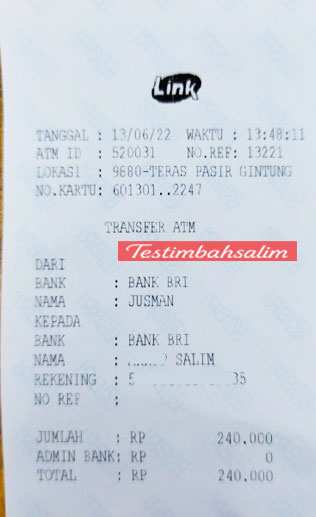 Link
TANGGAL : 13/06/22 WAKTU : 13:48:11
ATM ID : 520031 NO.REF: 13221
LOKASI : 9680-TERAS PASIR GINTUNG
NO.KARTU: 601301..2247
TRANSFER ATM
Testimbahsalim
DARI
BANK : BANK BRI
NAMA : JUSMAN
KEPADA
BANK : BANK BRI
NAMA : SALIM
REKENING : 5 35
NO REF :
JUMLAH : RP 240.000
ADMIN BANK: RP 0
TOTAL : RP 240.000